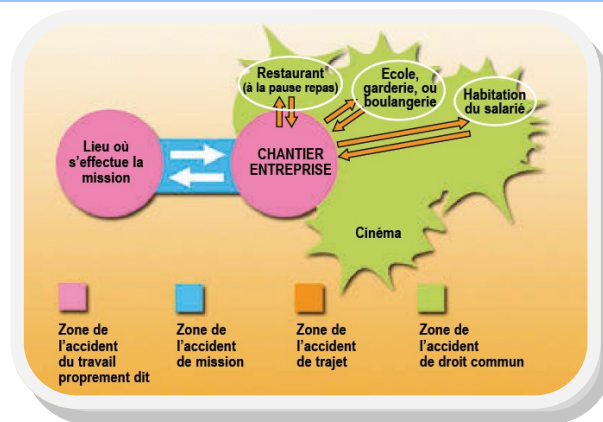 Restaurant*
(à la pause repas)
Ecole,
garderie, ou
boulangerie
Habitation
du salarié
Lieu où
s'effectue la
mission
CHANTIER
ENTREPRISE
Cinéma
Zone de
l'accident
du travail
proprement dit
Zone de
l'accident
de mission
Zone de
l'accident
de trajet
Zone de
l'accident
de droit commun